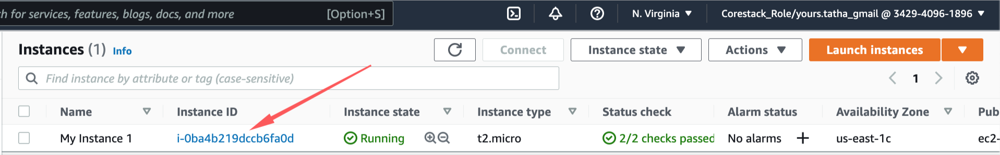 h for services, features, blogs, docs, and more [Option+S] N. Virginia ▼ Corestack_Role/yours.tatha_gmail @ 3429-4096-1896 ▼
Instances (1) Info Connect Instance state ▼ Actions ▼ Launch instances ▼
Find instance by attribute or tag (case-sensitive) 1
Name Instance ID Instance state Instance type Status check Alarm status Availability Zone Pub
My Instance 1 i-0ba4b219dccb6fa0d Running t2.micro 2/2 checks passed No alarms + us-east-1c ec2-